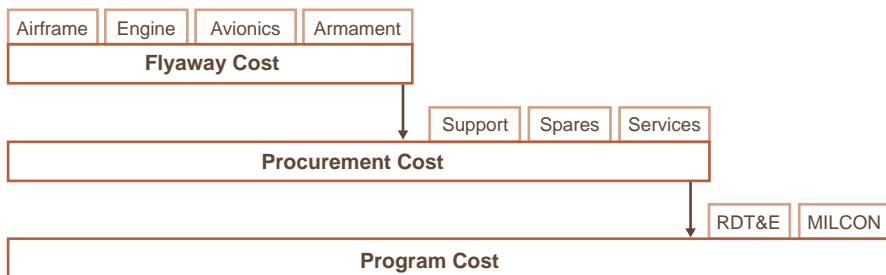 Airframe Engine Avionics Armament
Flyaway Cost
Support Spares Services
Procurement Cost
RDT&E MILCON
Program Cost